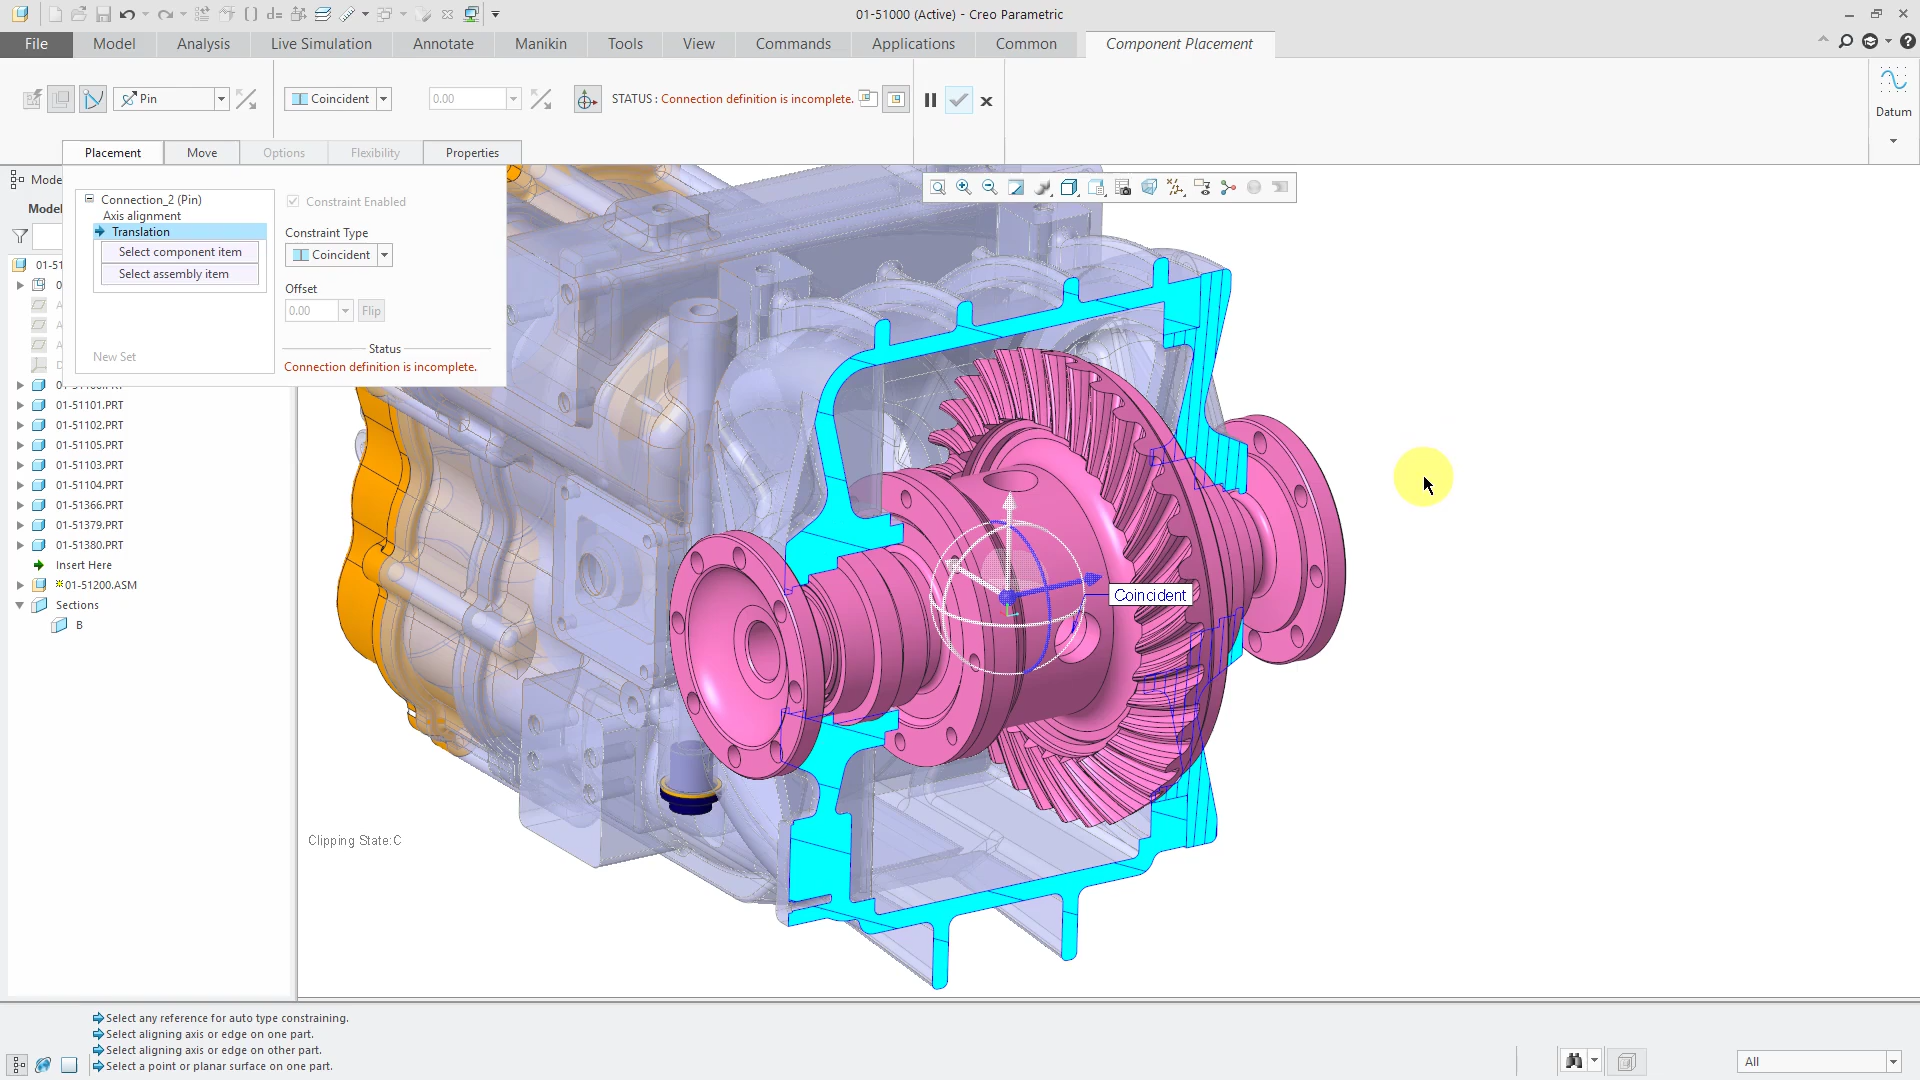 01-51000 (Active) - Creo Parametric
File
Model
Analysis
Live Simulation
Annotate
Manikin
Tools
View
Commands
Applications
Common
Component Placement
Pin
Coincident
0.00
STATUS : Connection definition is incomplete.
Datum
Placement
Move
Options
Flexibility
Properties
Mode
Model
Connection_2 (Pin)
Axis alignment
Translation
Select component item
Select assembly item
New Set
Constraint Enabled
Constraint Type
Coincident
Offset
0.00
Flip
Status
Connection definition is incomplete.
01-51
01-51101.PRT
01-51102.PRT
01-51105.PRT
01-51103.PRT
01-51104.PRT
01-51366.PRT
01-51379.PRT
01-51380.PRT
Insert Here
*01-51200.ASM
Sections
B
Coincident
Clipping State:C
Select any reference for auto type constraining.
Select aligning axis or edge on one part.
Select aligning axis or edge on other part.
Select a point or planar surface on one part.
All